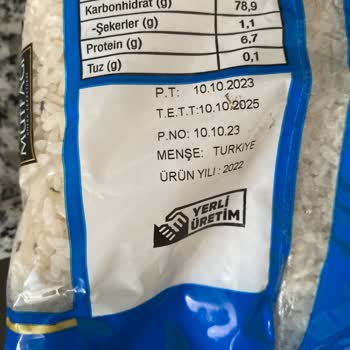 Karbonhidrat (g) 78,9
-Şekerler (g) 1,1
Protein (g) 6,7
Tuz (g) 0,1
P.T: 10.10.2023
T.E.T.T:10.10.2025
P.NO: 10.10.23
MENŞE: TURKIYE
ÜRÜN YILI : 2022
YERLİ
ÜRETİM